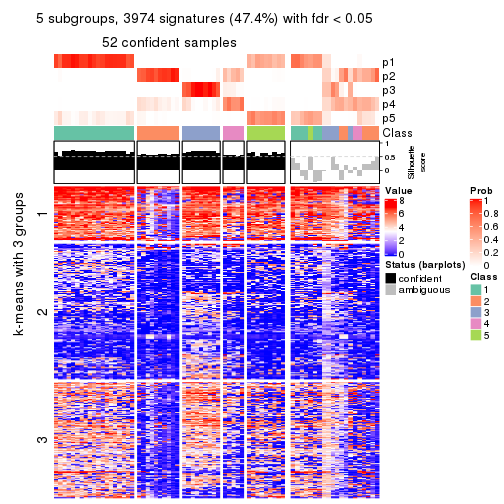 5 subgroups, 3974 signatures (47.4%) with fdr < 0.05
52 confident samples
p1
p2
p3
p4
p5
Class
1
0.5
0
Silhouette
score
k-means with 3 groups
1
2
3
Value
8
6
4
2
0
Status (barplots)
confident
ambiguous
Prob
1
0.8
0.6
0.4
0.2
0
Class
1
2
3
4
5